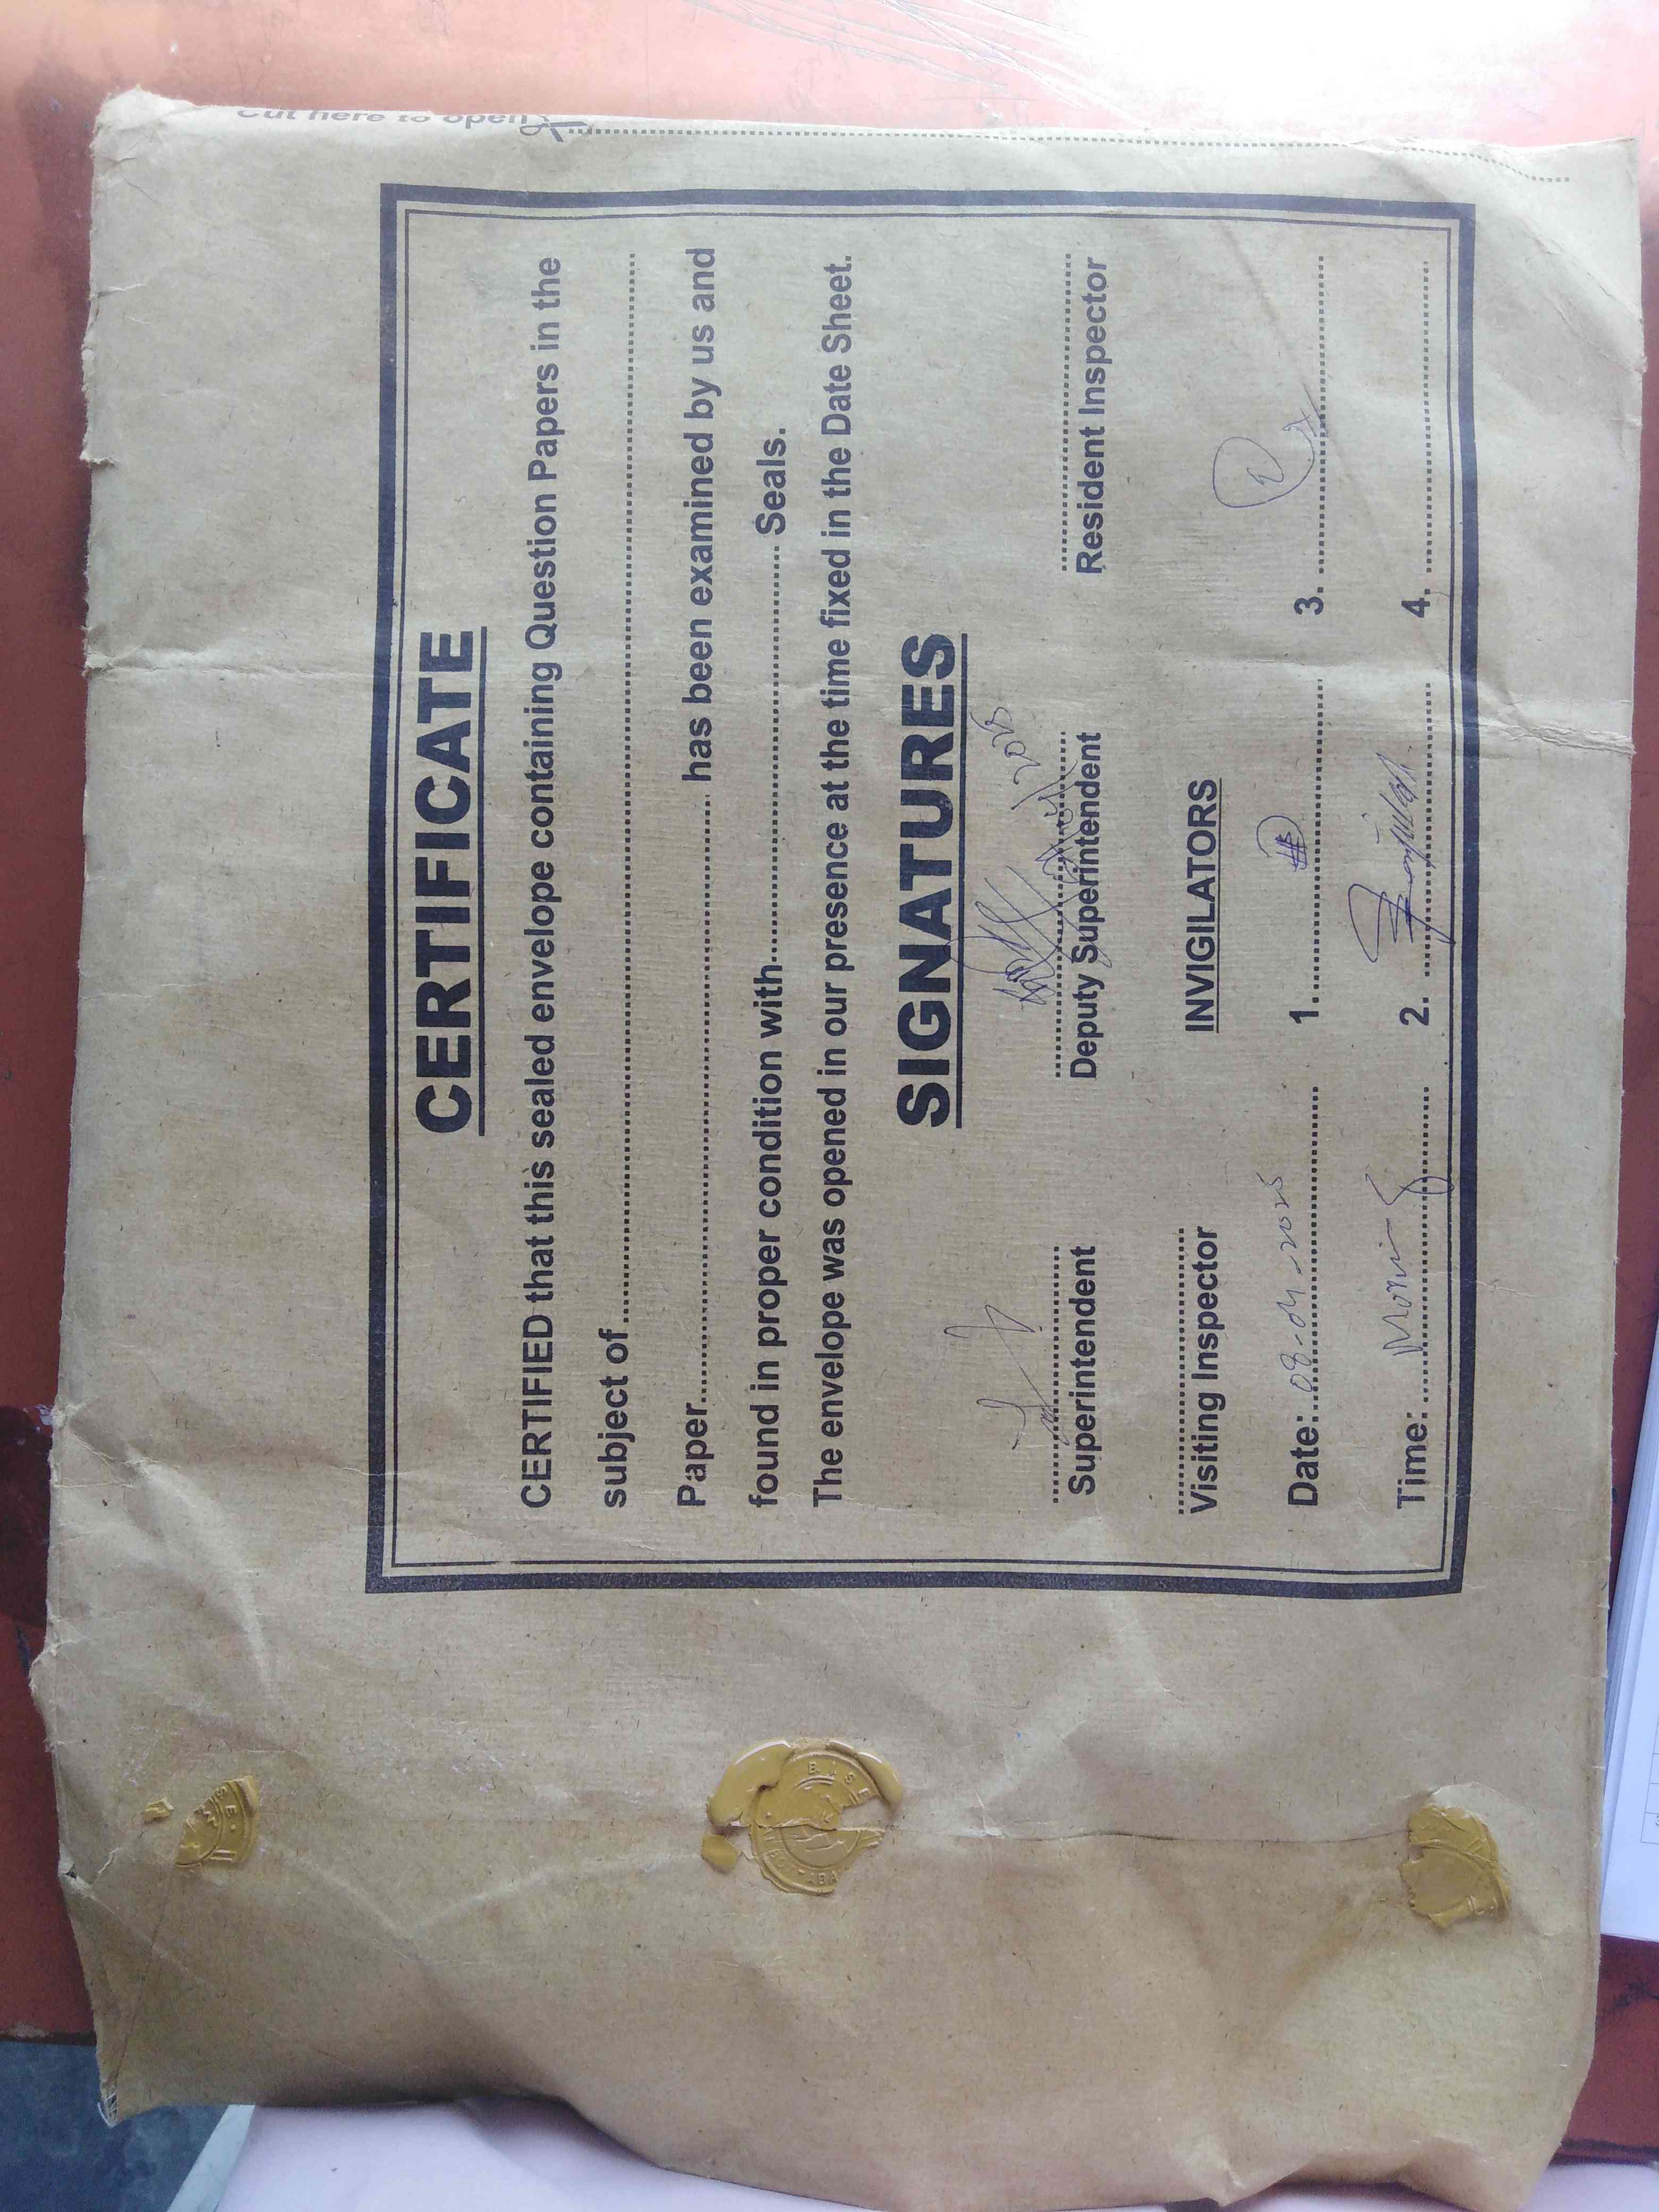 Cut here to open
CERTIFICATE
CERTIFIED that this sealed envelope containing Question Papers in the
subject of
Paper has been examined by us and
found in proper condition with Seals.
The envelope was opened in our presence at the time fixed in the Date Sheet.
SIGNATURES
Superintendent Deputy Superintendent Resident Inspector
Visiting Inspector INVIGILATORS
Date: 08-04-2025 1. 3.
Time: Morning 2. 4.
B.I.S.E